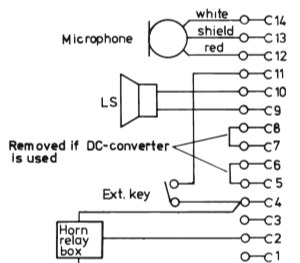 white
C14
shield
C13
Microphone
red
C12
C11
C10
LS
C9
C8
Removed if DC-converter
C7
is used
C6
C5
Ext. key
C4
C3
Horn
relay
box
C2
C1